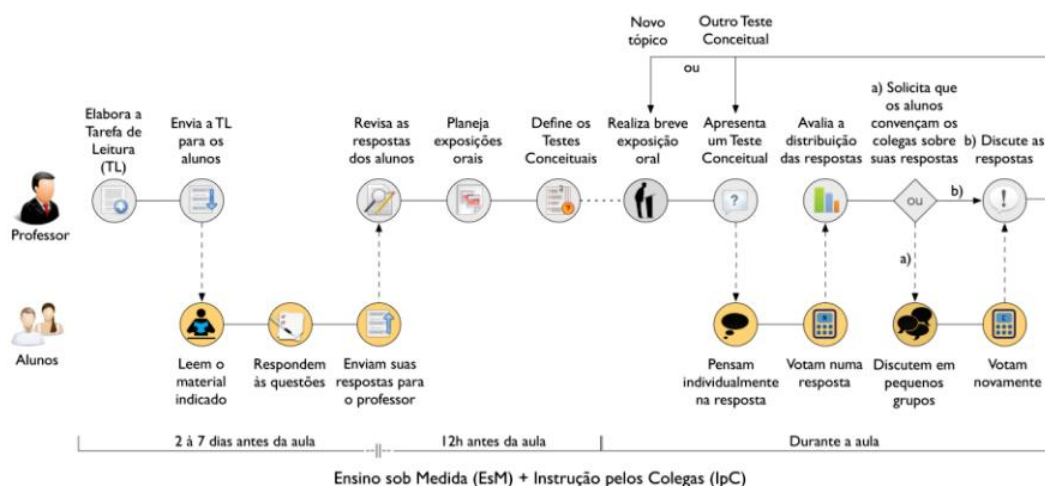 Novo
tópico
Outro Teste
Conceitual
ou
Elabora a
Tarefa de
Leitura
(TL)
Envia a TL
para os
alunos
Revisa as
respostas
dos alunos
Planeja
exposições
orais
Define os
Testes
Conceituais
Realiza breve
exposição
oral
Apresenta
um Teste
Conceitual
Avalia a
distribuição
das respostas
a) Solicita que
os alunos
convençam os
colegas sobre
suas respostas
b) Discute as
respostas
Professor
?
ou
b)
!
a)
Alunos
Leem o
material
indicado
Respondem
às questões
Enviam suas
respostas para
o professor
Pensam
individualmente
na resposta
Votam numa
resposta
Discutem em
pequenos
grupos
Votam
novamente
2 à 7 dias antes da aula
12h antes da aula
Durante a aula
Ensino sob Medida (EsM) + Instrução pelos Colegas (IpC)